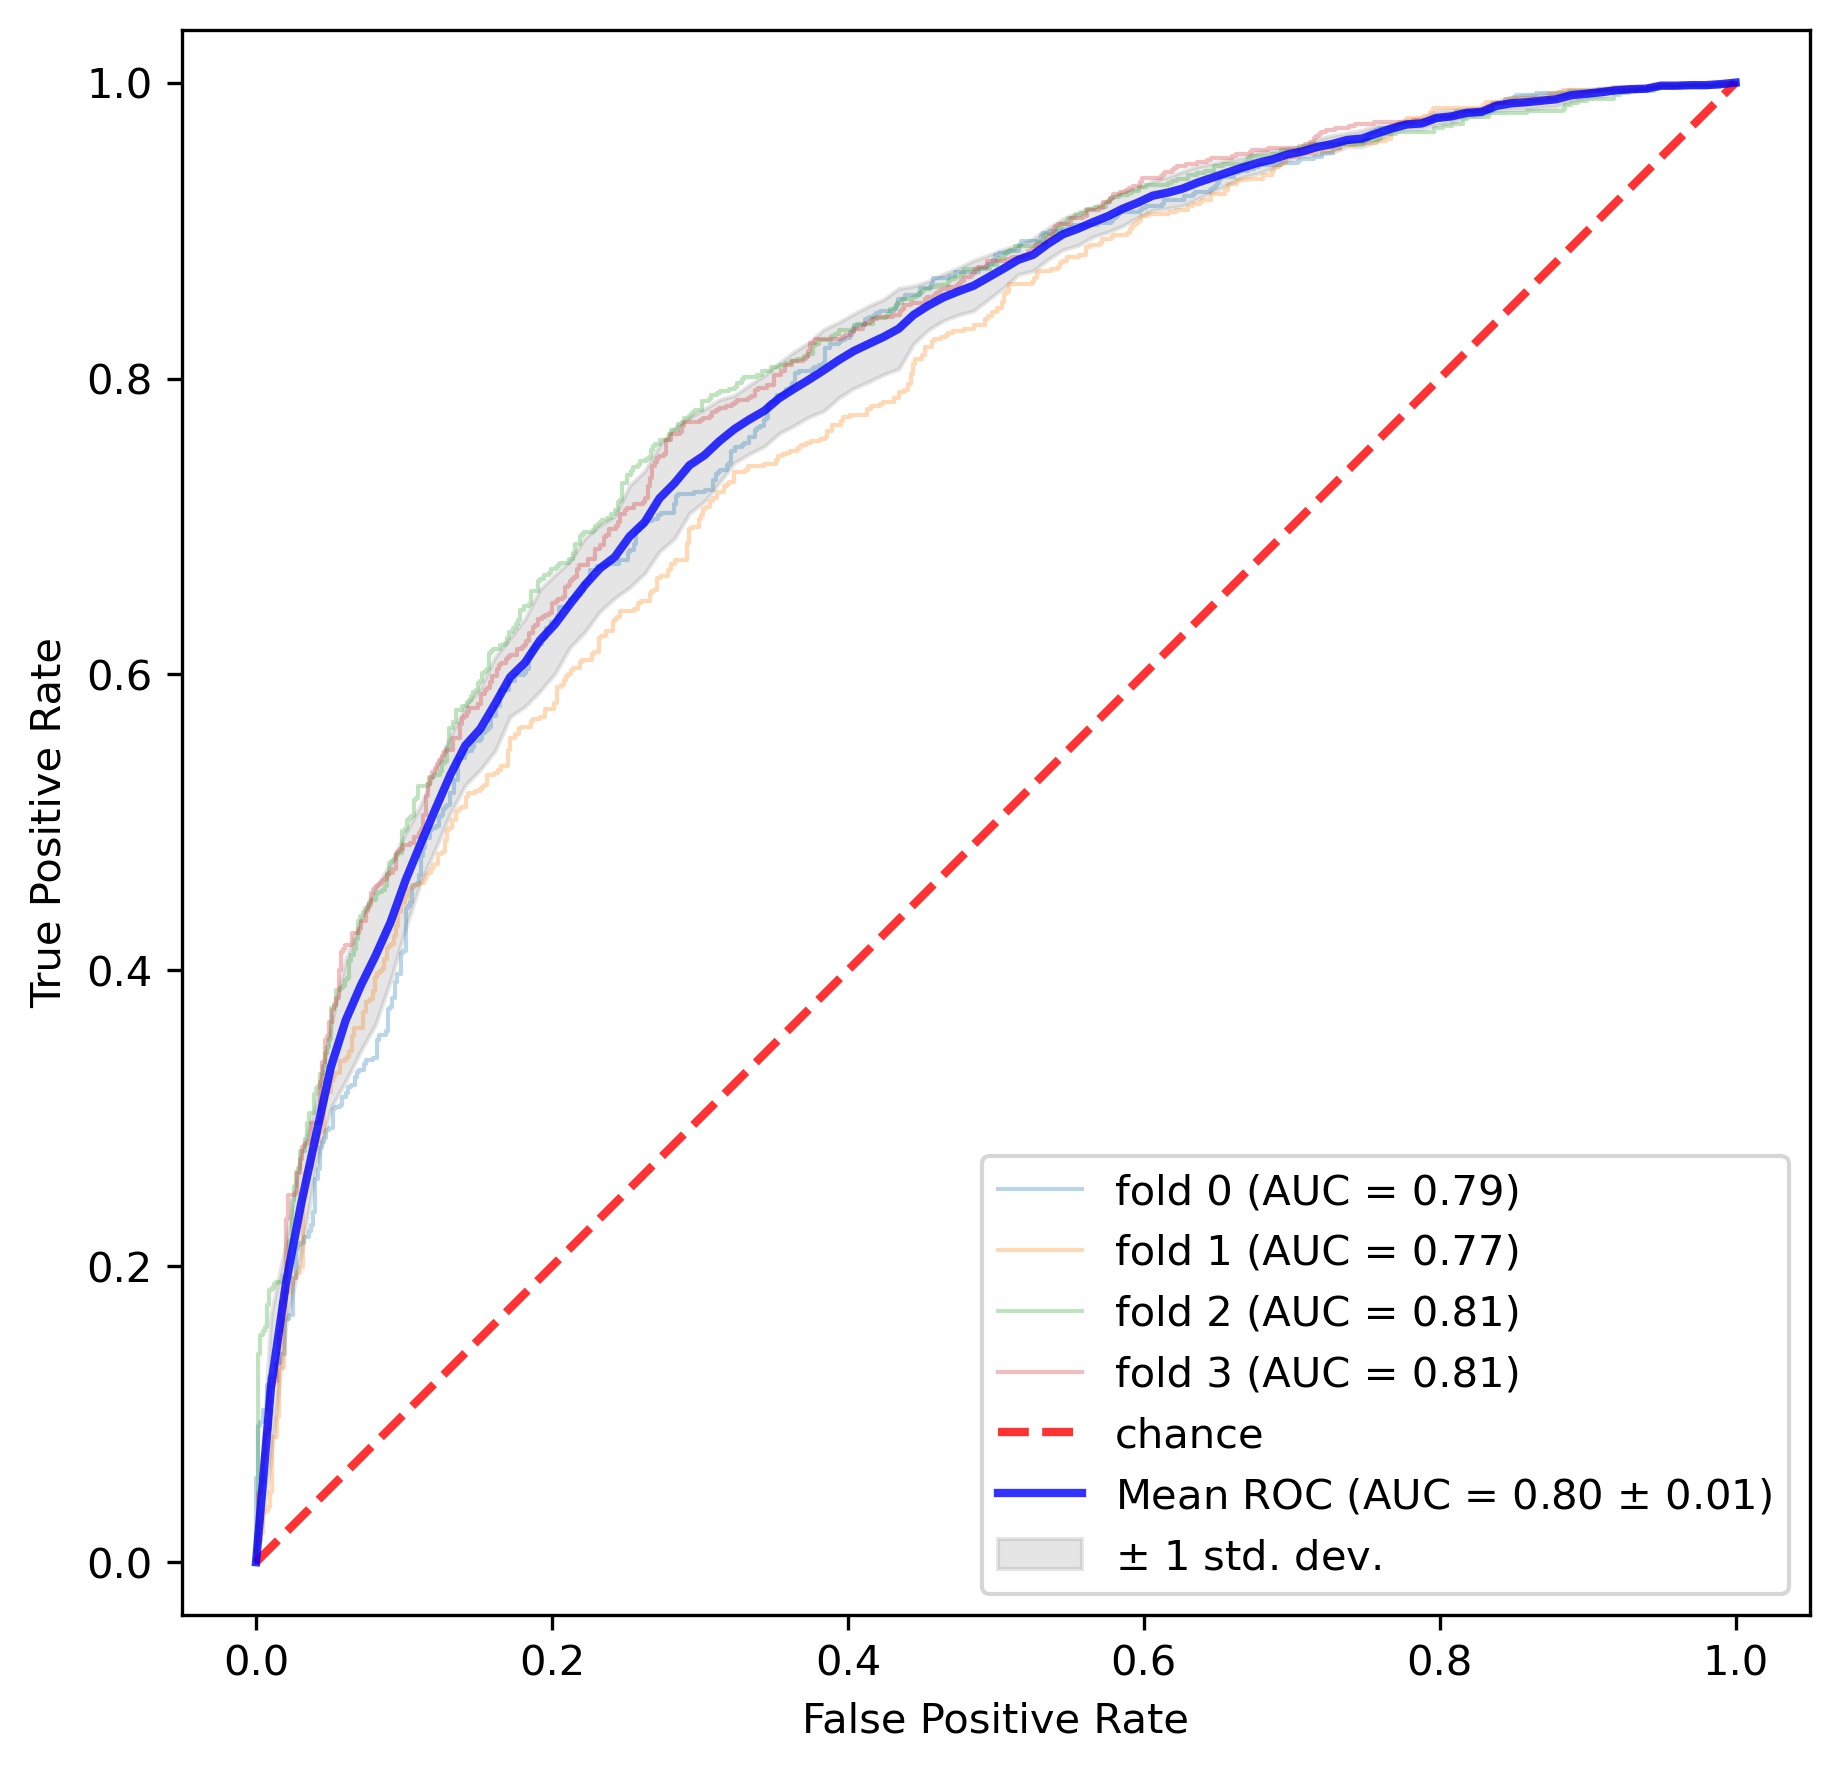 1.0
0.8
0.6
0.4
0.2
0.0
True Positive Rate
0.0 0.2 0.4 0.6 0.8 1.0
False Positive Rate
fold 0 (AUC = 0.79)
fold 1 (AUC = 0.77)
fold 2 (AUC = 0.81)
fold 3 (AUC = 0.81)
chance
Mean ROC (AUC = 0.80 ± 0.01)
± 1 std. dev.